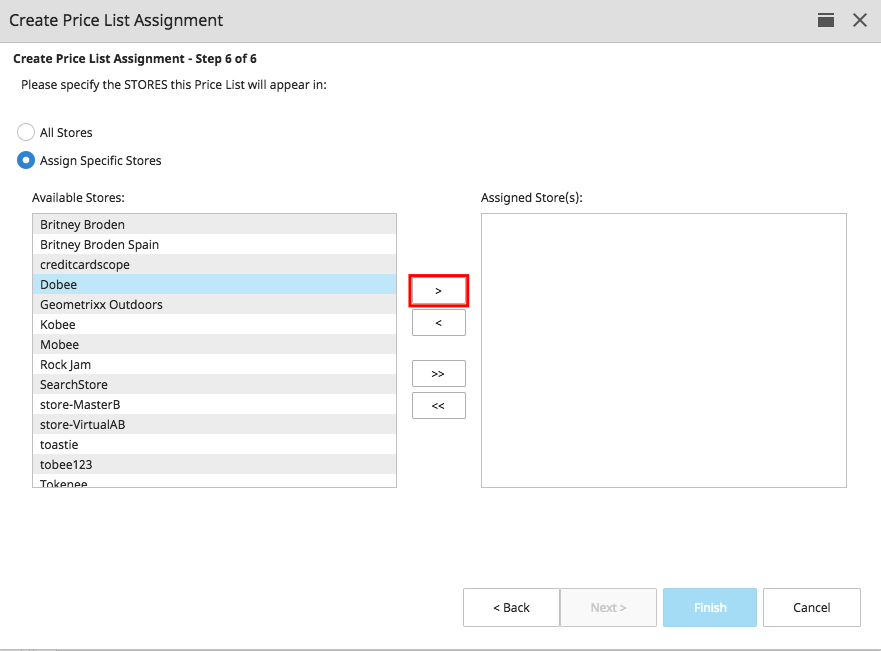 Create Price List Assignment
Create Price List Assignment - Step 6 of 6
Please specify the STORES this Price List will appear in:
All Stores
Assign Specific Stores
Available Stores:
Britney Broden
Britney Broden Spain
creditcardscope
Dobee
Geometrixx Outdoors
Kobee
Mobee
Rock Jam
SearchStore
store-MasterB
store-VirtualAB
toastie
tobee123
Tokenee
>
<
>>
<<
Assigned Store(s):
< Back
Next >
Finish
Cancel